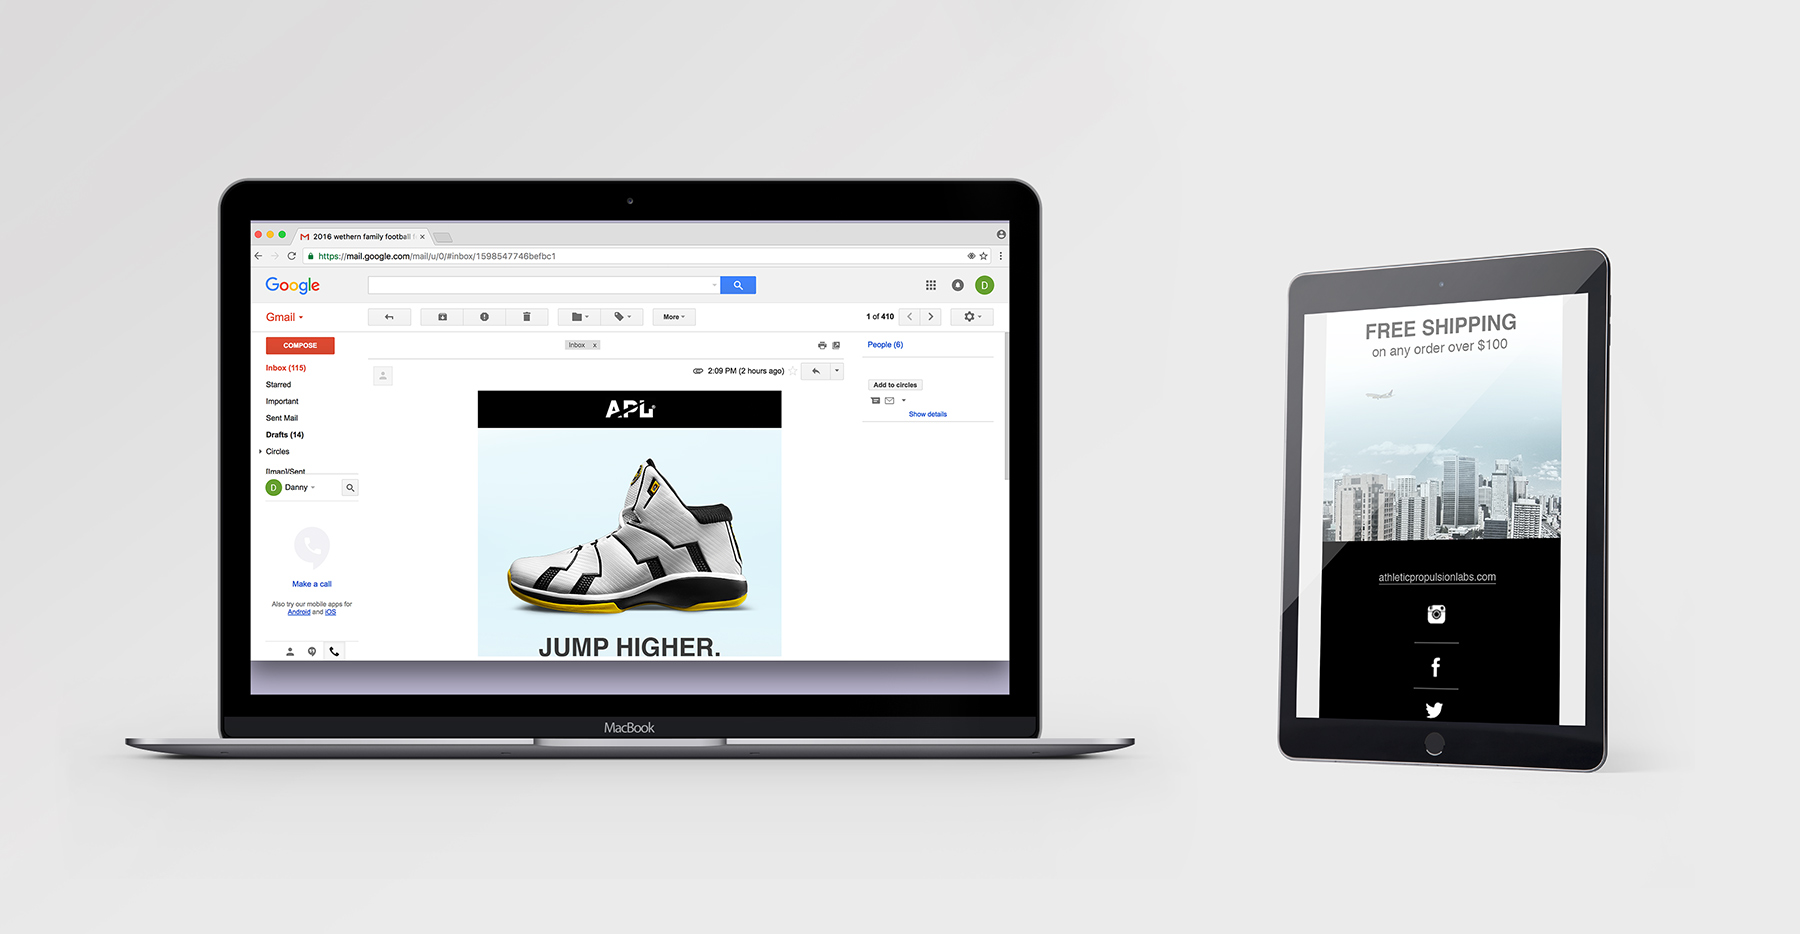 2016 wethern family football
https://mail.google.com/mail/u/0/#inbox/1598547746befbc1
Google
D
Gmail
More
1 of 410
COMPOSE
Inbox x
People (6)
Inbox (115)
Starred
Important
Sent Mail
Drafts (14)
Circles
[Imap]/Sent
D Danny
2:09 PM (2 hours ago)
Add to circles
Show details
APL
JUMP HIGHER.
Make a call
Also try our mobile apps for
Android and iOS
MacBook
FREE SHIPPING
on any order over $100
athleticpropulsionlabs.com